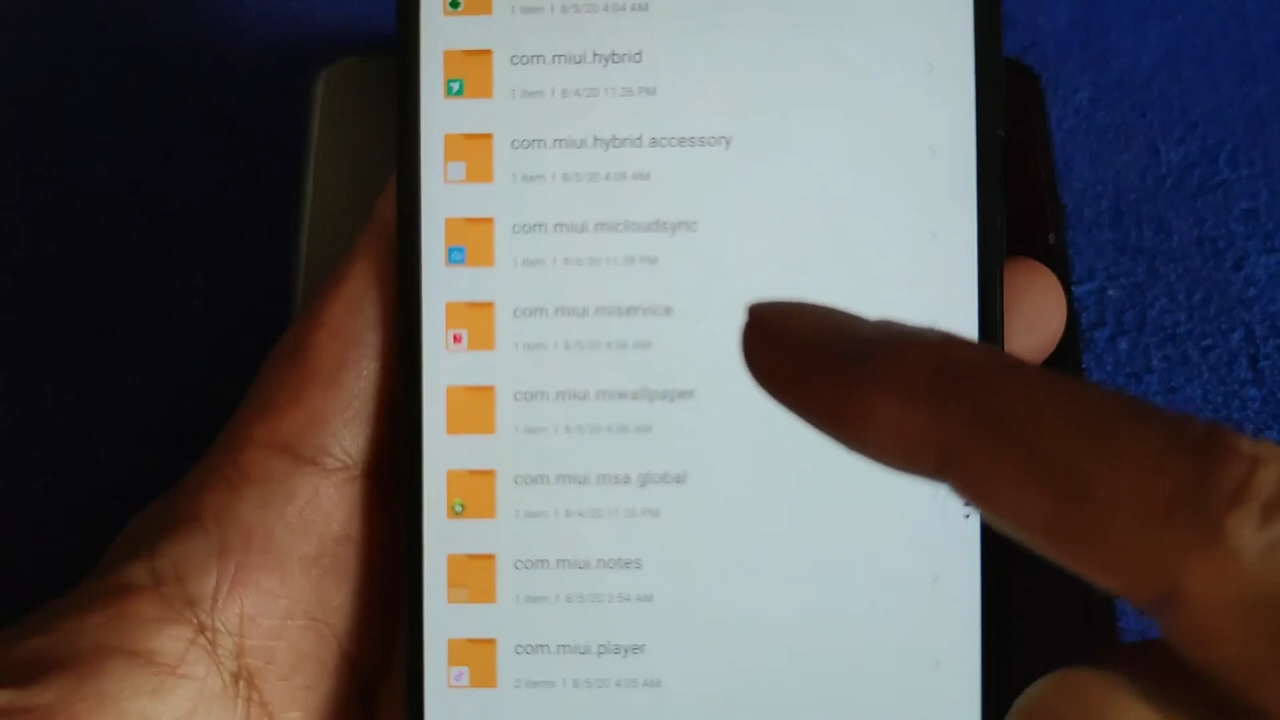 1 item | 8/5/20 4:04 AM
com.miui.hybrid
1 item | 8/4/20 11:26 PM
com.miui.hybrid.accessory
1 item | 8/5/20 4:08 AM
com.miui.micloudsync
1 item | 8/4/20 11:26 PM
com.miui.miservice
1 item | 8/5/20 4:08 AM
com.miui.miwallpaper
1 item | 8/5/20 4:08 AM
com.miui.msa.global
1 item | 8/4/20 11:26 PM
com.miui.notes
1 item | 8/5/20 3:54 AM
com.miui.player
2 items | 8/5/20 4:05 AM